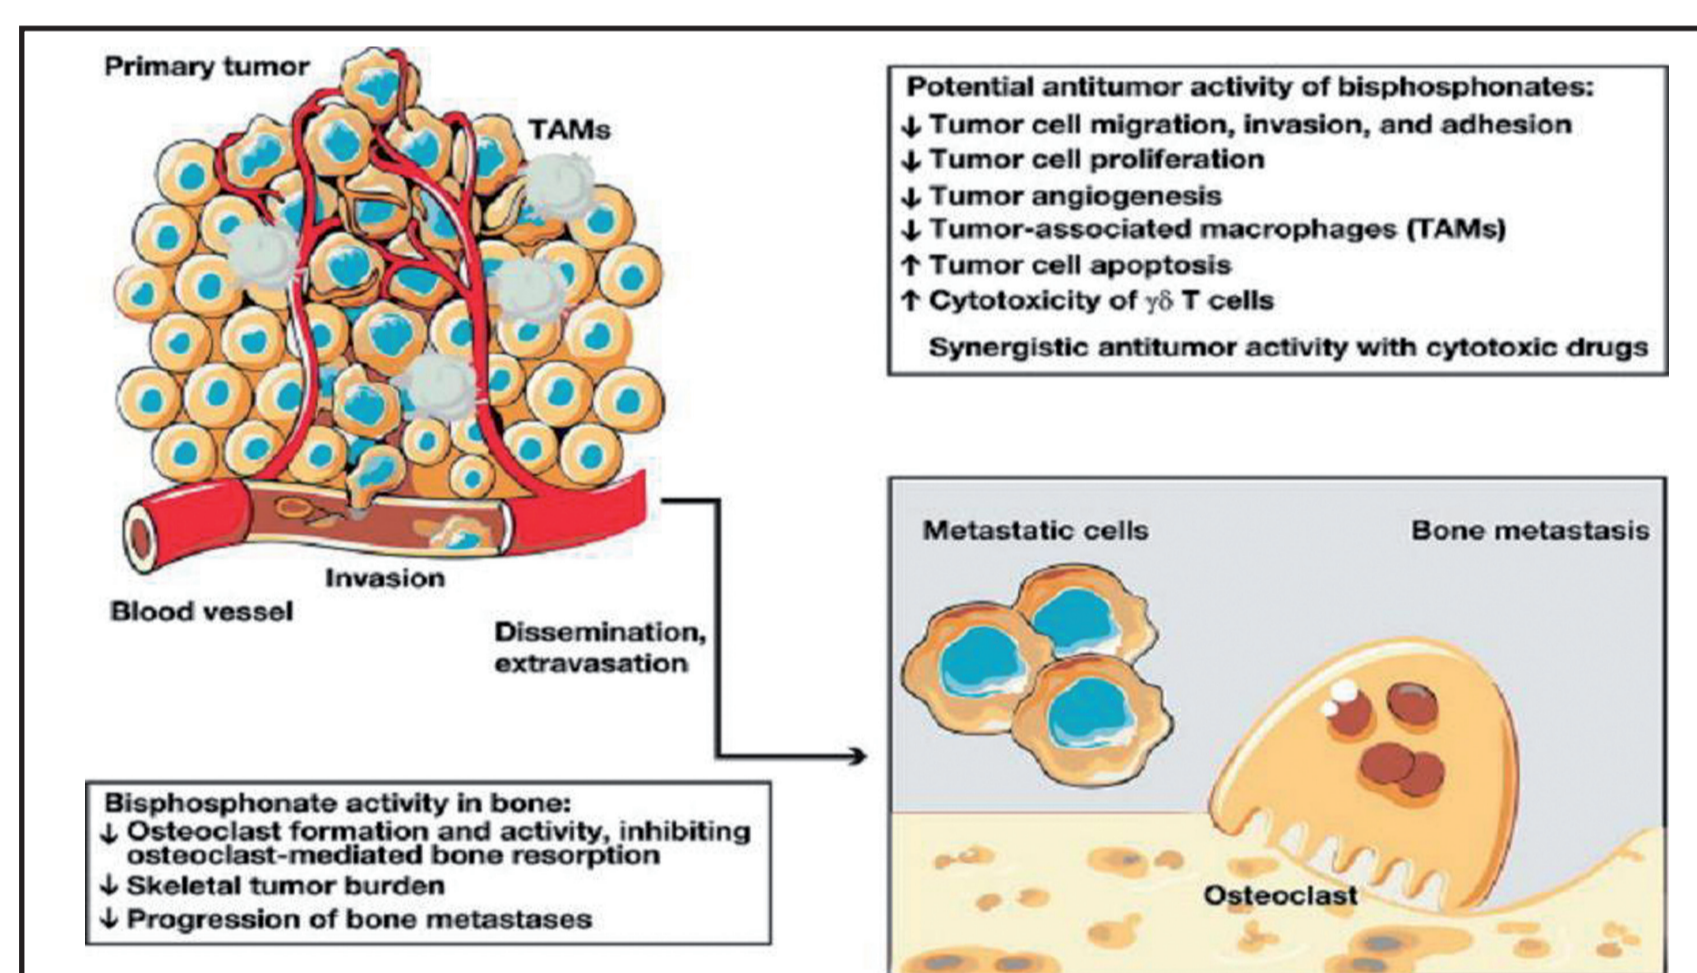 Primary tumor
TAMs
Invasion
Blood vessel
Dissemination,
extravasation
Potential antitumor activity of bisphosphonates:
↓ Tumor cell migration, invasion, and adhesion
↓ Tumor cell proliferation
↓ Tumor angiogenesis
↓ Tumor-associated macrophages (TAMs)
↑ Tumor cell apoptosis
↑ Cytotoxicity of γδ T cells
Synergistic antitumor activity with cytotoxic drugs
Bisphosphonate activity in bone:
↓ Osteoclast formation and activity, inhibiting
osteoclast-mediated bone resorption
↓ Skeletal tumor burden
↓ Progression of bone metastases
Metastatic cells
Bone metastasis
Osteoclast